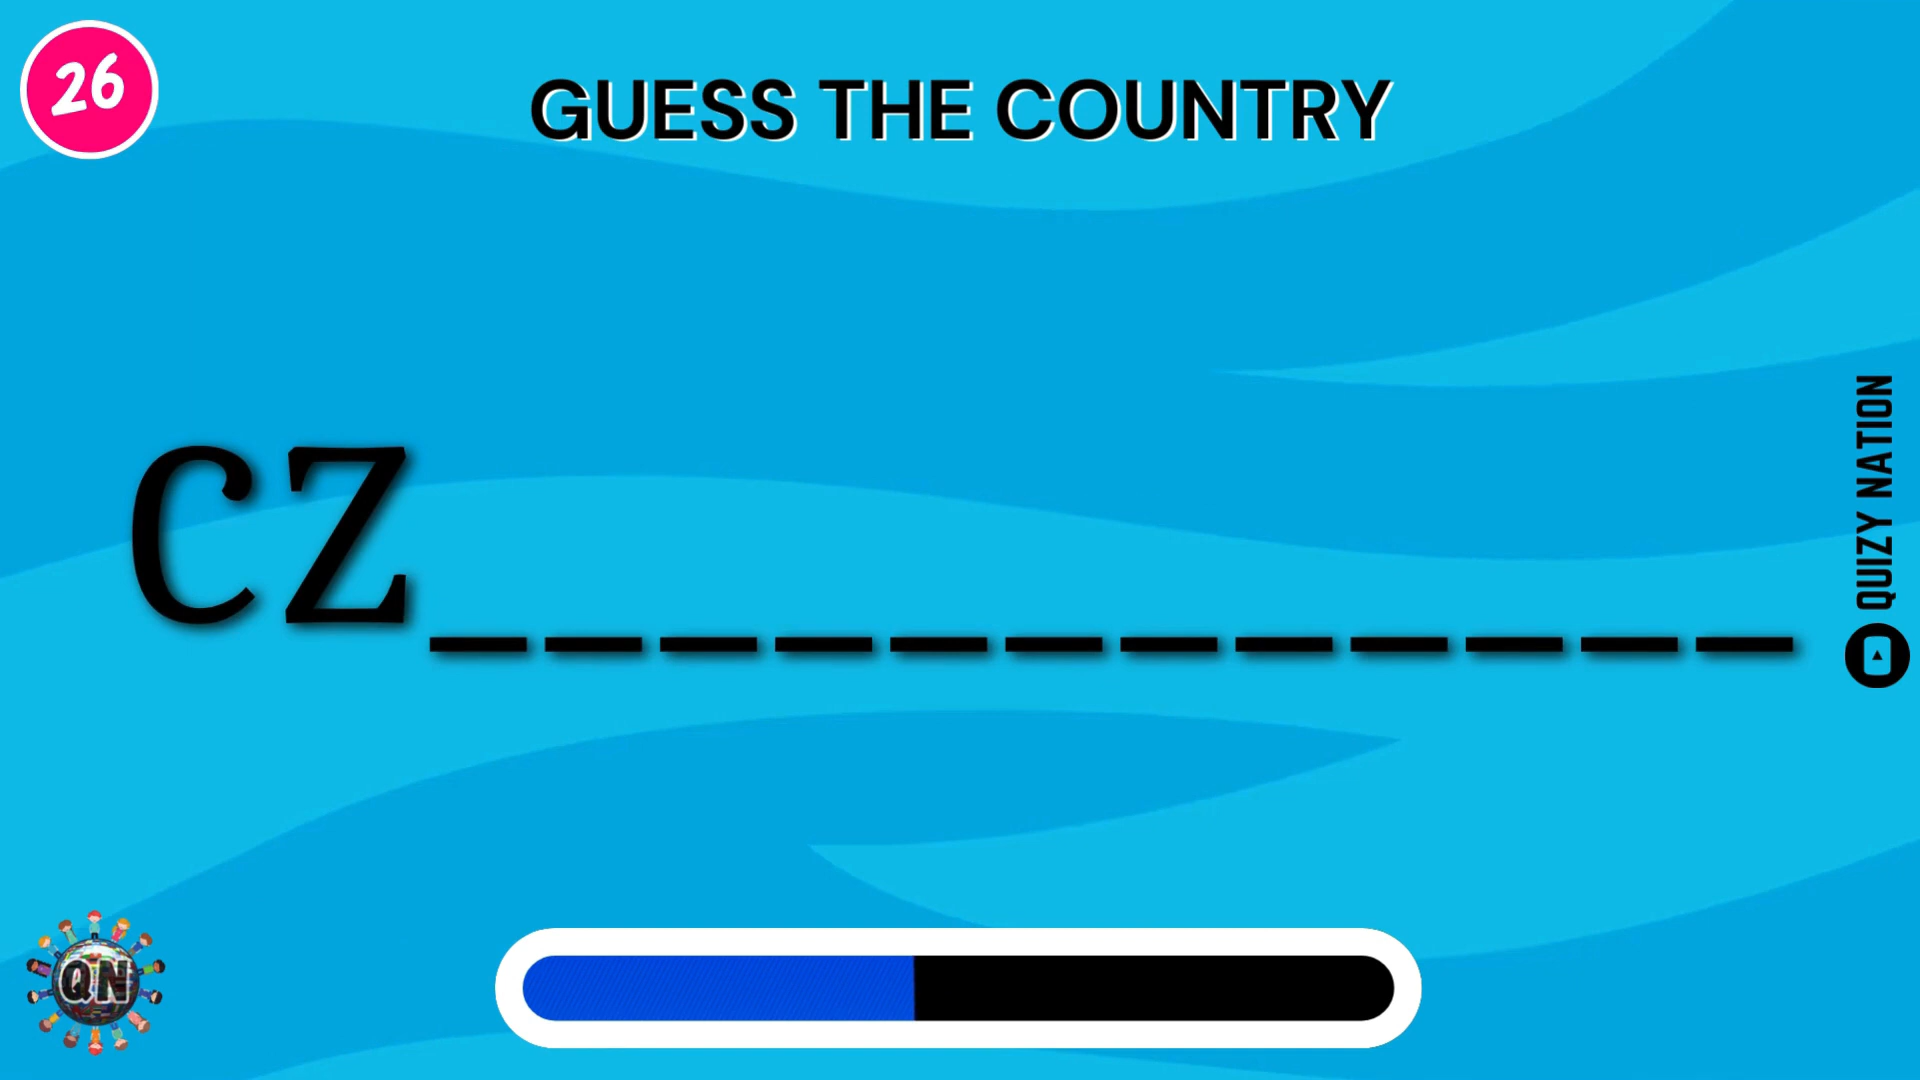 26
GUESS THE COUNTRY
CZ____________
QUIZY NATION
QN